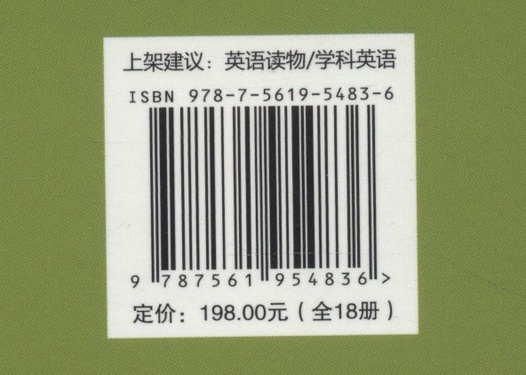 上架建议：英语读物/学科英语
ISBN 978-7-5619-5483-6
9 787561 954836 >
定价：198.00元（全18册）